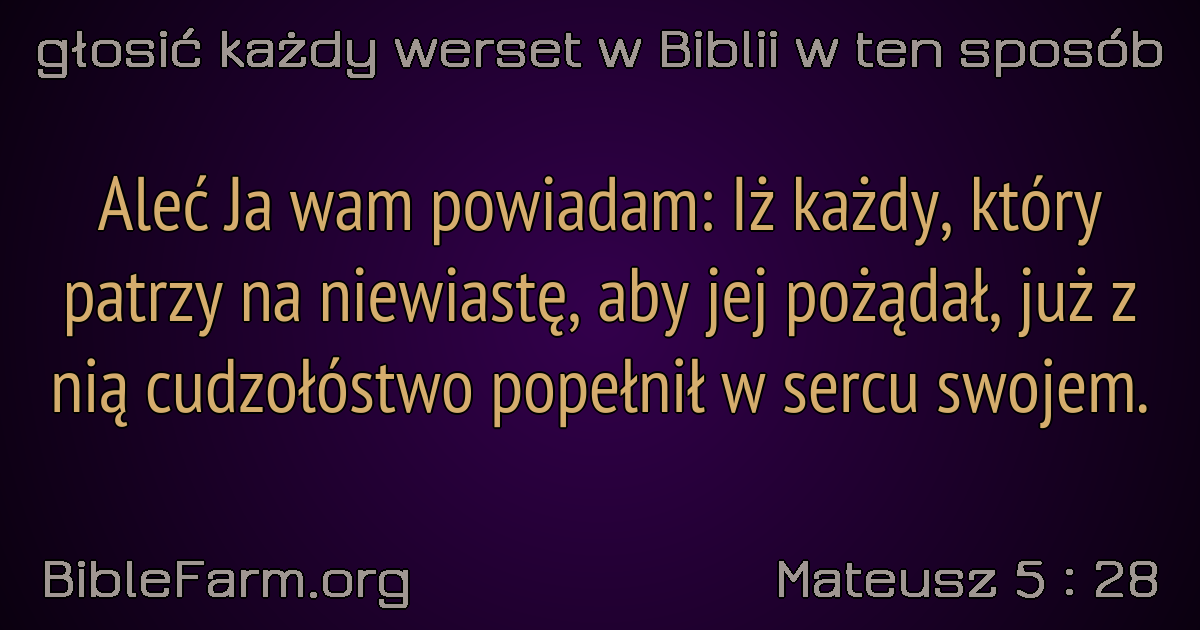 głosić każdy werset w Biblii w ten sposób
Aleć Ja wam powiadam: Iż każdy, który
patrzy na niewiastę, aby jej pożądał, już z
nią cudzołóstwo popełnił w sercu swojem.
BibleFarm.org
Mateusz 5 : 28